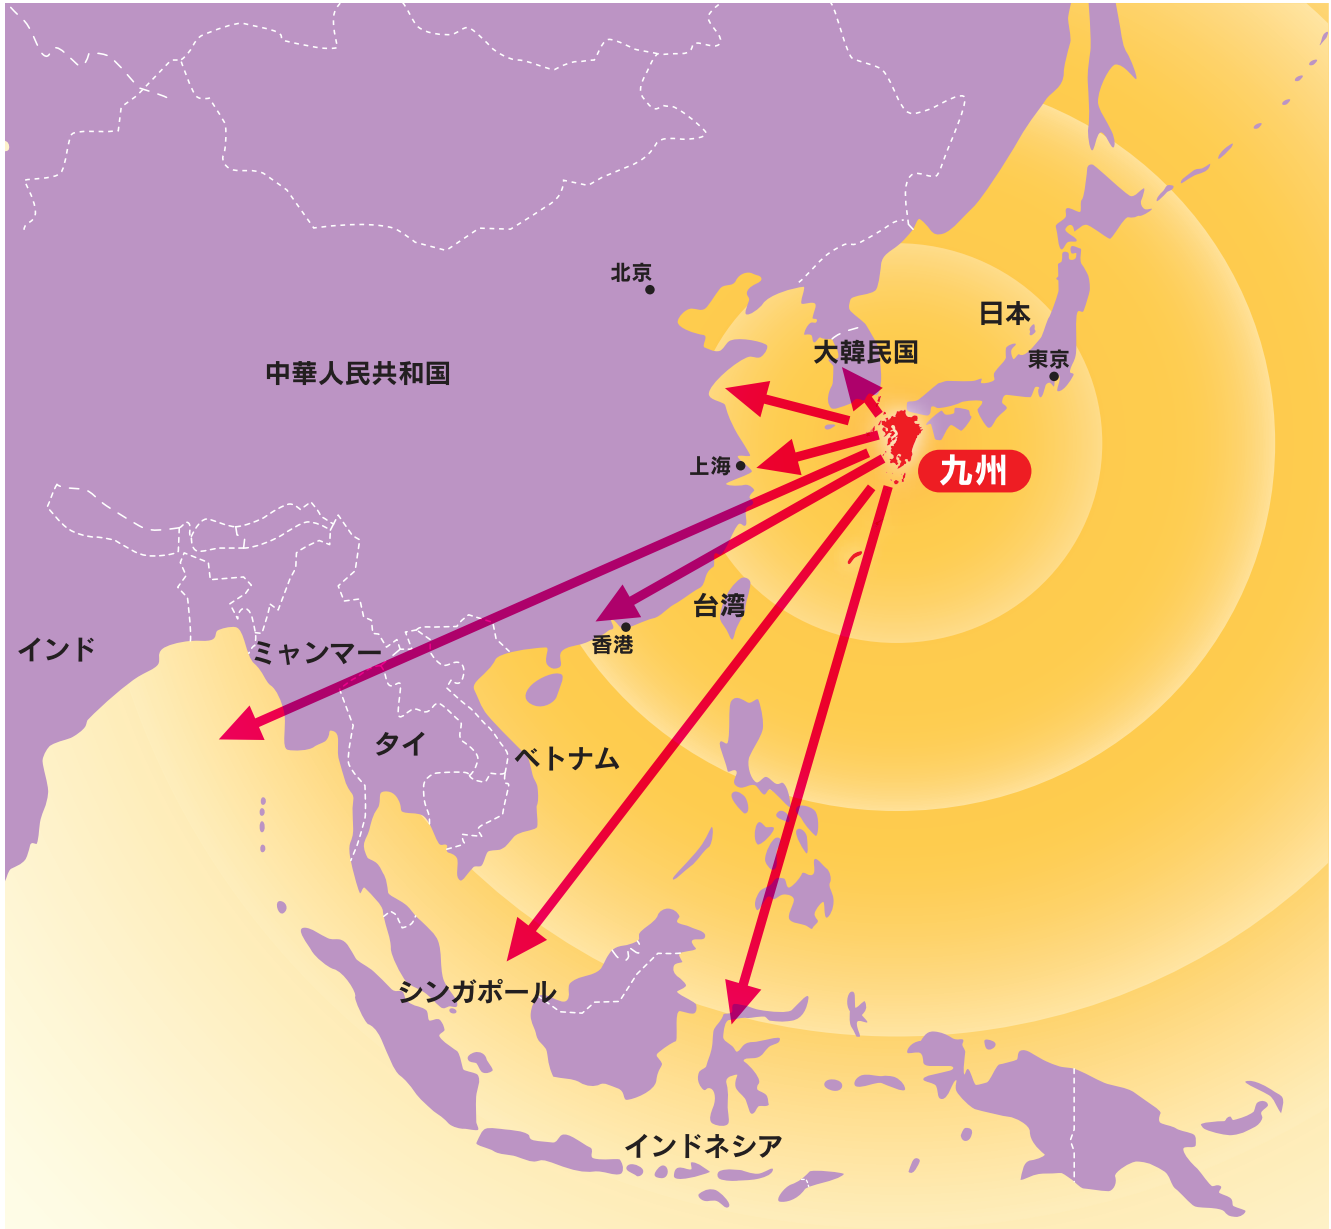 北京
日本
大韓民国
東京
中華人民共和国
上海
九州
台湾
香港
インド
ミャンマー
タイ
ベトナム
シンガポール
インドネシア